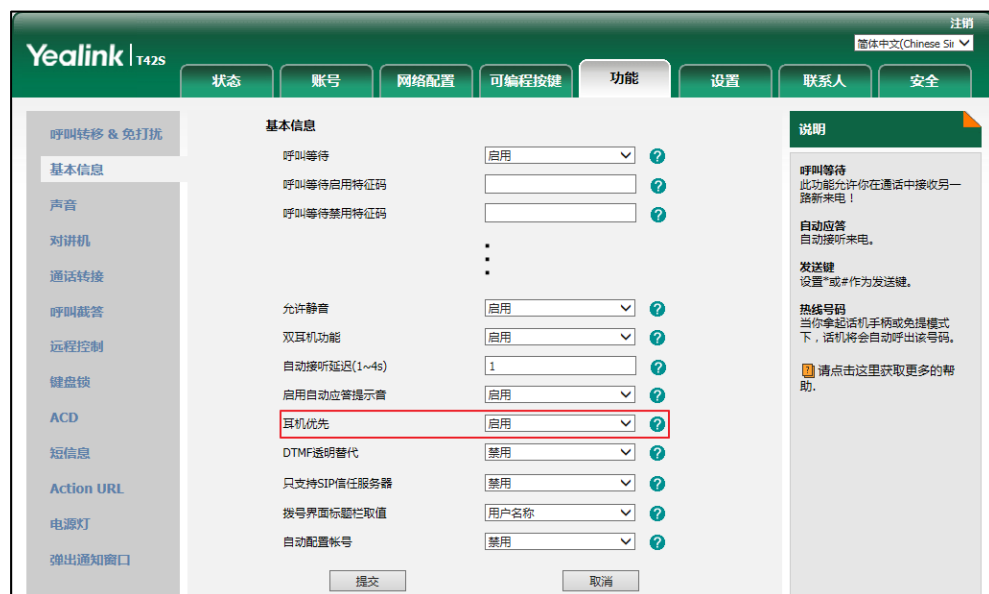 注销
Yealink T42S
简体中文(Chinese Sir
状态 账号 网络配置 可编程按键 功能 设置 联系人 安全
呼叫转移 & 免打扰
基本信息
声音
对讲机
通话转接
呼叫截答
远程控制
键盘锁
ACD
短信息
Action URL
电源灯
弹出通知窗口
基本信息
呼叫等待 启用
呼叫等待启用特征码
呼叫等待禁用特征码
允许静音 启用
双耳机功能 启用
自动接听延迟(1~4s) 1
启用自动应答提示音 启用
耳机优先 启用
DTMF透明替代 禁用
只支持SIP信任服务器 禁用
拨号界面标题栏取值 用户名称
自动配置帐号 禁用
提交 取消
说明
呼叫等待
此功能允许你在通话中接收另一
路新来电！
自动应答
自动接听来电。
发送键
设置*或#作为发送键。
热线号码
当你拿起话机手柄或免提模式
下，话机将会自动呼出该号码。
请点击这里获取更多的帮
助.